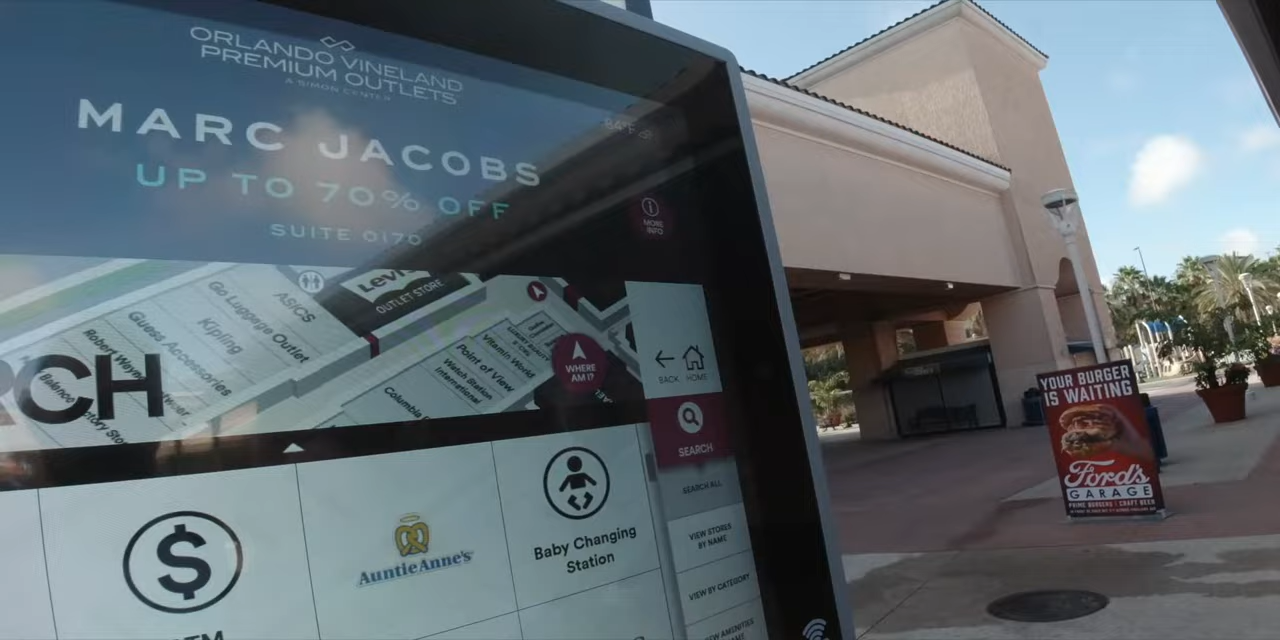 ORLANDO VINELAND
PREMIUM OUTLETS
A SIMON CENTER
MARC JACOBS
UP TO 70% OFF
SUITE 0170
84°F
MORE
INFO
Levi's
OUTLET STORE
ASICS
Go Luggage Outlet
Kipling
Guess Accessories
Robert Wayne
Vitamin World
Point of View
Watch Station
International
Columbia
WHERE
AM I?
RCH
BACK
HOME
SEARCH
SEARCH ALL
VIEW STORES
BY NAME
VIEW BY CATEGORY
AuntieAnne's
Baby Changing
Station
YOUR BURGER
IS WAITING
Ford's
GARAGE
PRIME BURGERS | CRAFT BEER